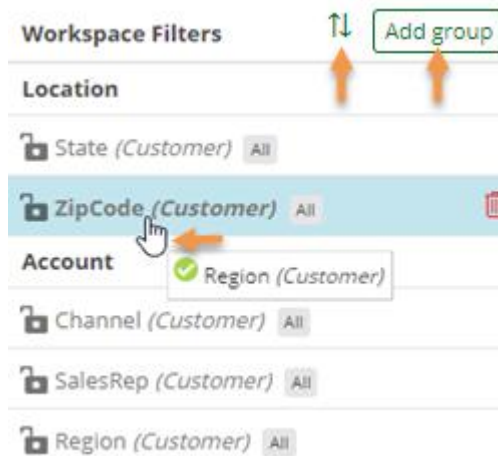 Workspace Filters Add group
Location
State (Customer) All
ZipCode (Customer) All
Account
Region (Customer)
Channel (Customer) All
SalesRep (Customer) All
Region (Customer) All